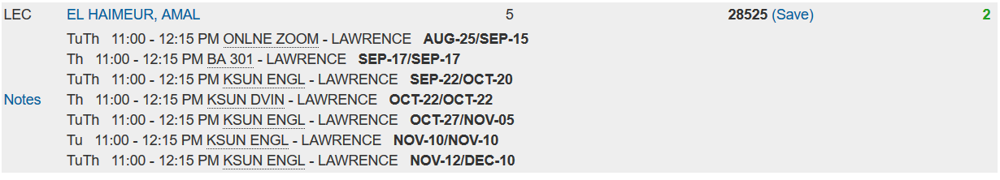 LEC EL HAIMEUR, AMAL 5 28525 (Save) 2
TuTh 11:00 - 12:15 PM ONLNE ZOOM - LAWRENCE AUG-25/SEP-15
Th 11:00 - 12:15 PM BA 301 - LAWRENCE SEP-17/SEP-17
TuTh 11:00 - 12:15 PM KSUN ENGL - LAWRENCE SEP-22/OCT-20
Notes Th 11:00 - 12:15 PM KSUN DVIN - LAWRENCE OCT-22/OCT-22
TuTh 11:00 - 12:15 PM KSUN ENGL - LAWRENCE OCT-27/NOV-05
Tu 11:00 - 12:15 PM KSUN ENGL - LAWRENCE NOV-10/NOV-10
TuTh 11:00 - 12:15 PM KSUN ENGL - LAWRENCE NOV-12/DEC-10